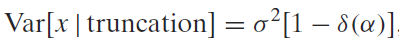 Var[x | truncation] = σ²[1 − δ(α)].